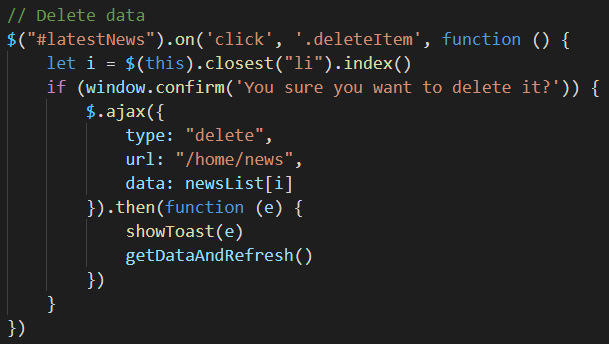 // Delete data
$("#latestNews").on('click', '.deleteItem', function () {
    let i = $(this).closest("li").index()
    if (window.confirm('You sure you want to delete it?')) {
        $.ajax({
            type: "delete",
            url: "/home/news",
            data: newsList[i]
        }).then(function (e) {
            showToast(e)
            getDataAndRefresh()
        })
    }
})